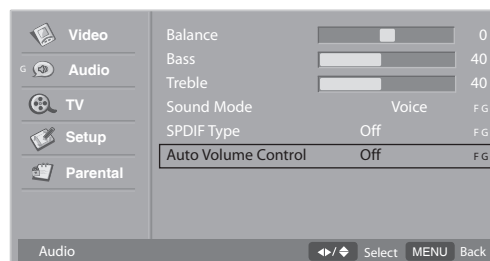 Video
G Audio
TV
Setup
Parental
Balance 0
Bass 40
Treble 40
Sound Mode Voice F G
SPDIF Type Off F G
Auto Volume Control Off F G
Audio / Select MENU Back